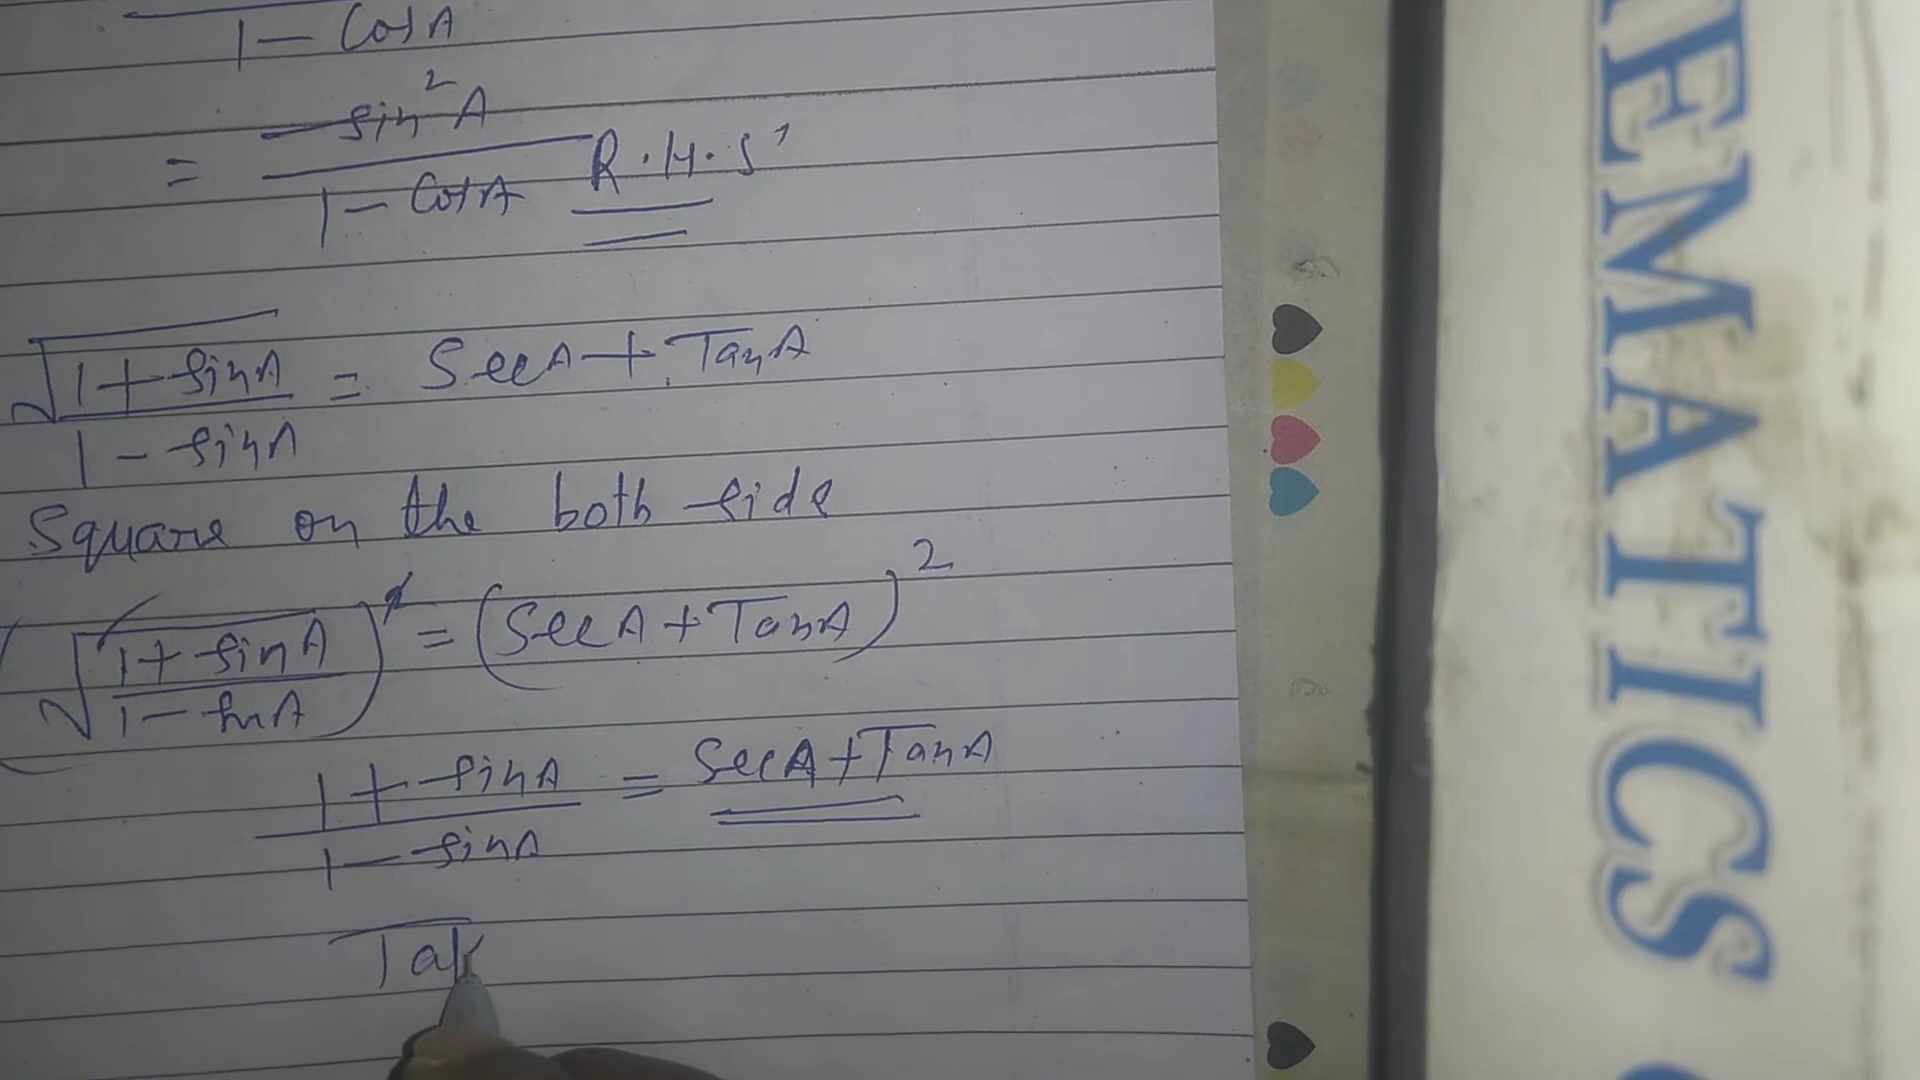 1 - CosA
sin²A
= ―――― R.H.S'
1 - CosA
√(1 + sinA / 1 - sinA) = SecA + TanA
Square on the both side
(√(1 + sinA / 1 - sinA))² = (SecA + TanA)²
1 + sinA / 1 - sinA = SecA + TanA
Tak
EMATICS